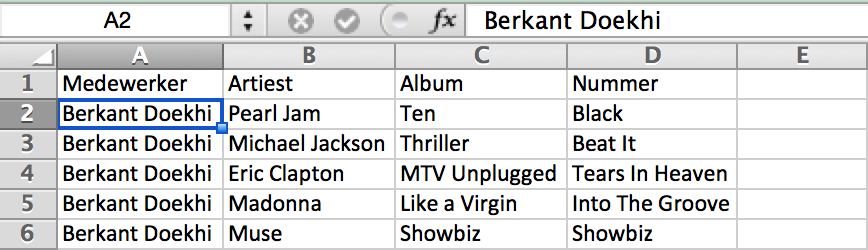 A2 fx Berkant Doekhi
A B C D E
1 Medewerker Artiest Album Nummer
2 Berkant Doekhi Pearl Jam Ten Black
3 Berkant Doekhi Michael Jackson Thriller Beat It
4 Berkant Doekhi Eric Clapton MTV Unplugged Tears In Heaven
5 Berkant Doekhi Madonna Like a Virgin Into The Groove
6 Berkant Doekhi Muse Showbiz Showbiz